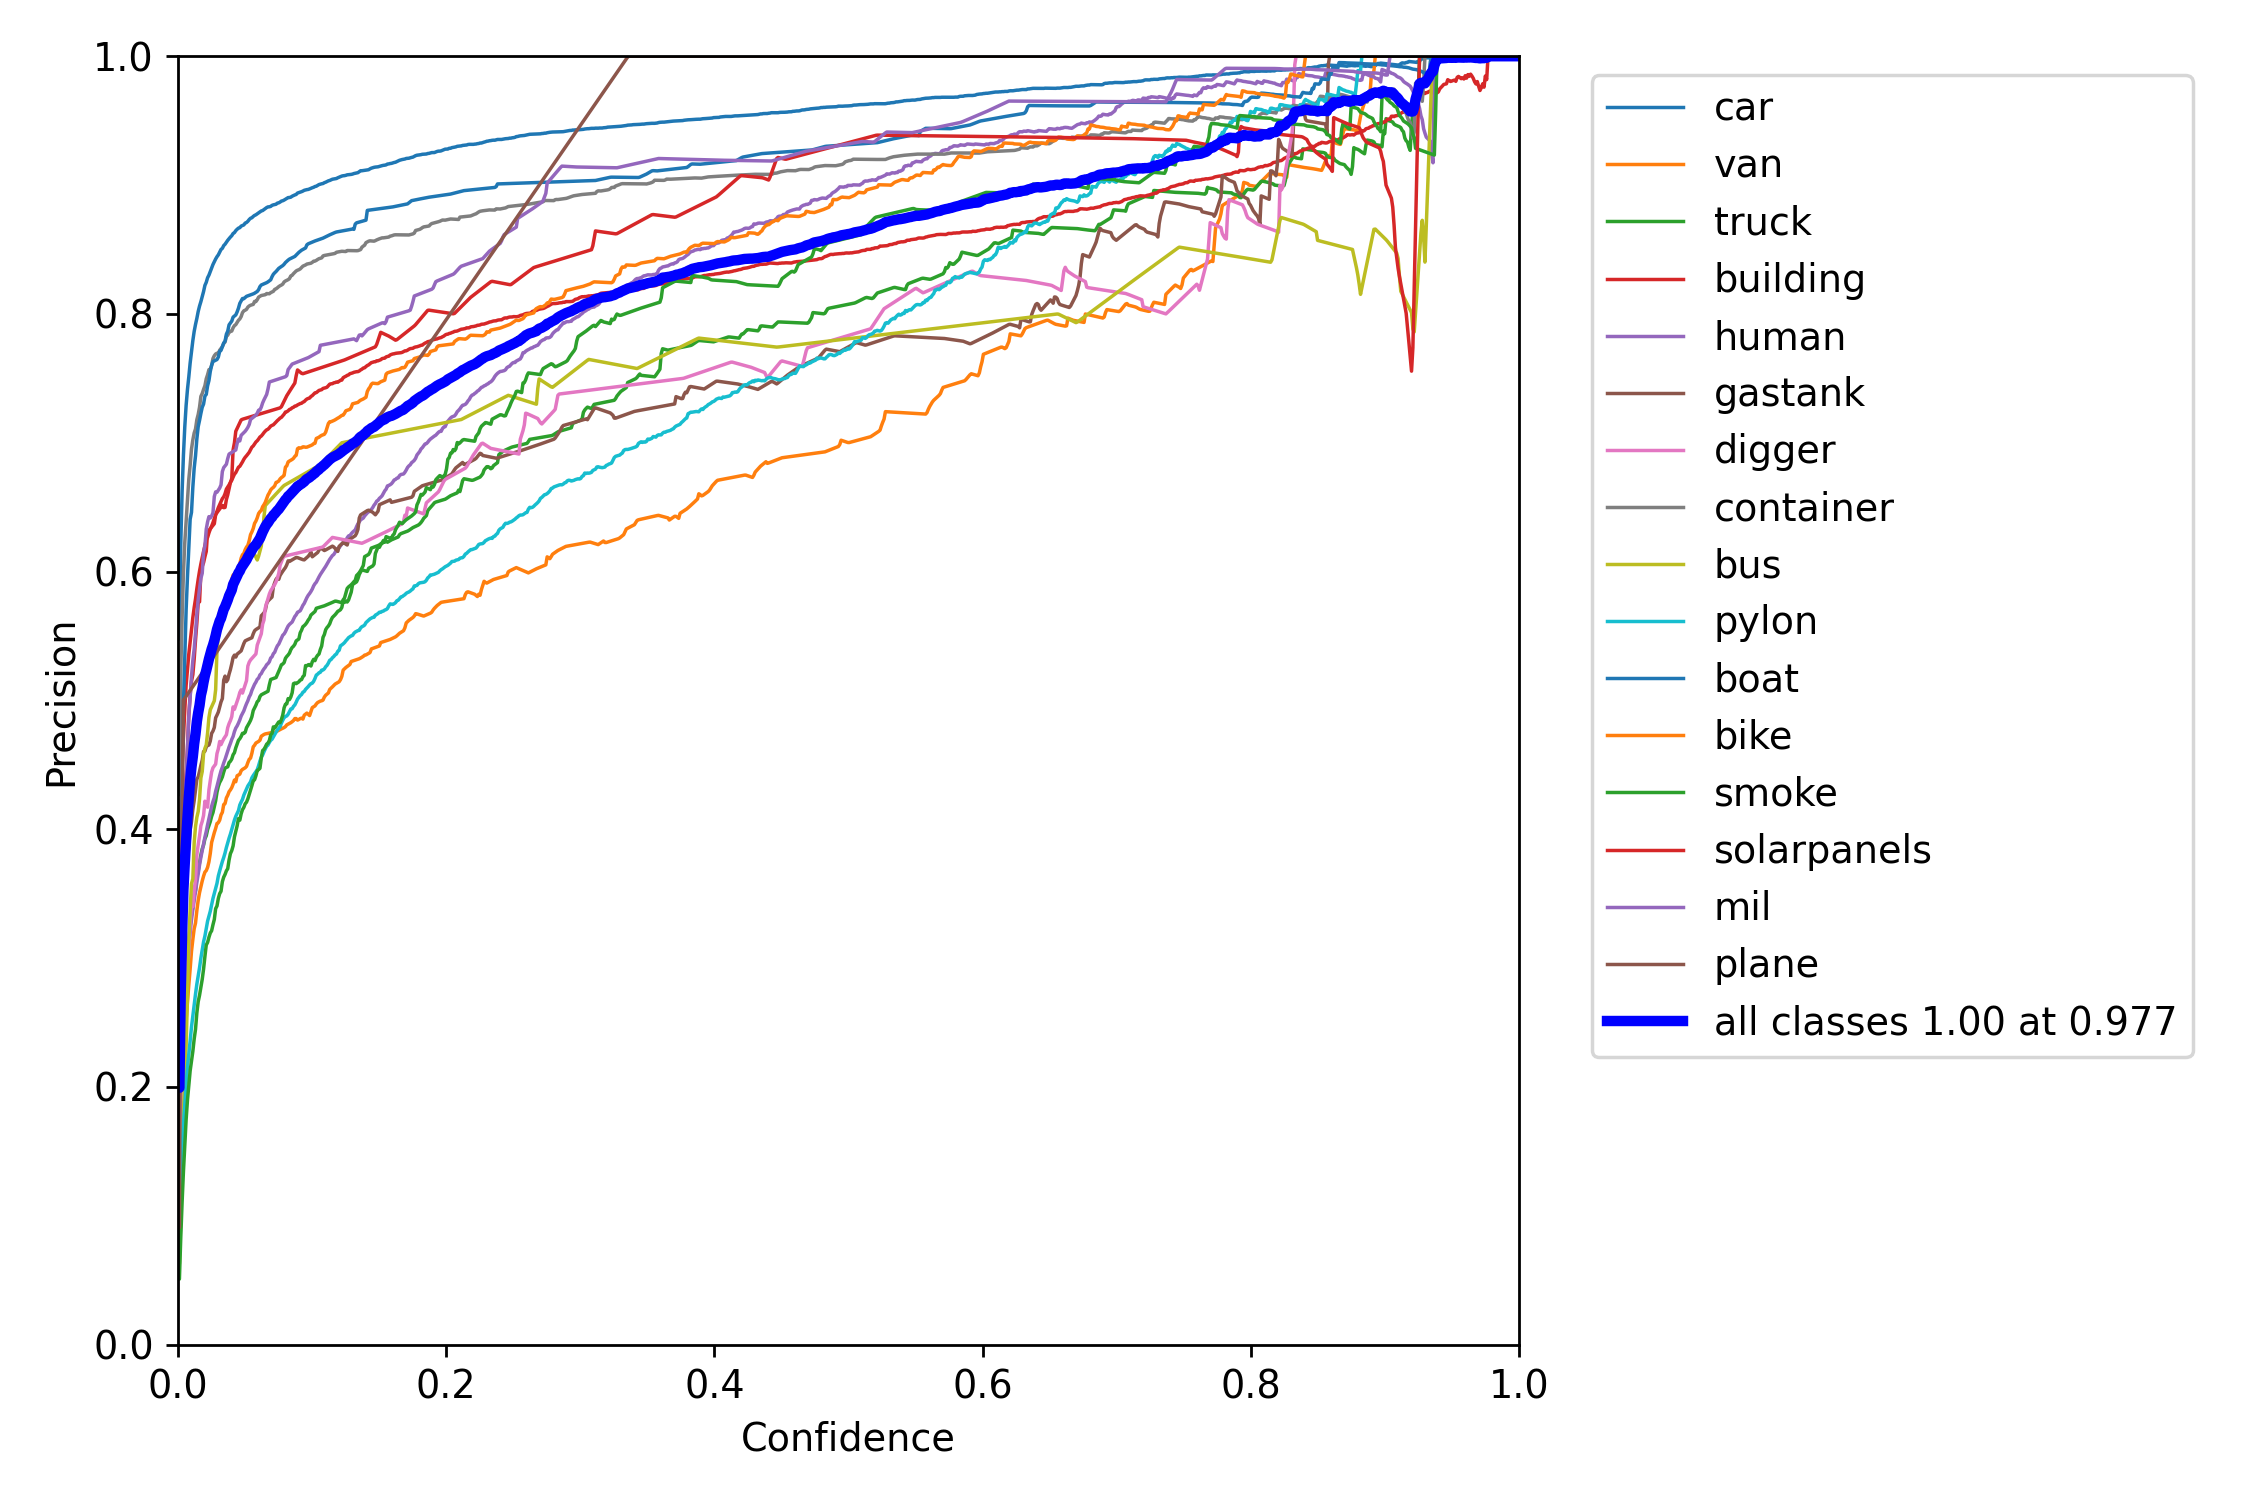 1.0
0.8
0.6
0.4
0.2
0.0
Precision
0.0 0.2 0.4 0.6 0.8 1.0
Confidence
car
van
truck
building
human
gastank
digger
container
bus
pylon
boat
bike
smoke
solarpanels
mil
plane
all classes 1.00 at 0.977